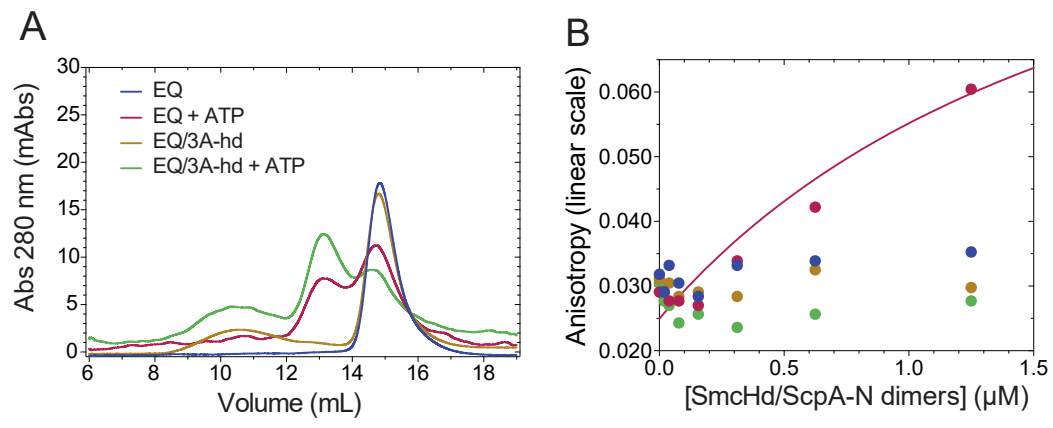 A
Abs 280 nm (mAbs)
30
25
20
15
10
5
0
EQ
EQ + ATP
EQ/3A-hd
EQ/3A-hd + ATP
6 8 10 12 14 16 18
Volume (mL)
B
Anisotropy (linear scale)
0.060
0.050
0.040
0.030
0.020
0.0 0.5 1.0 1.5
[SmcHd/ScpA-N dimers] (µM)